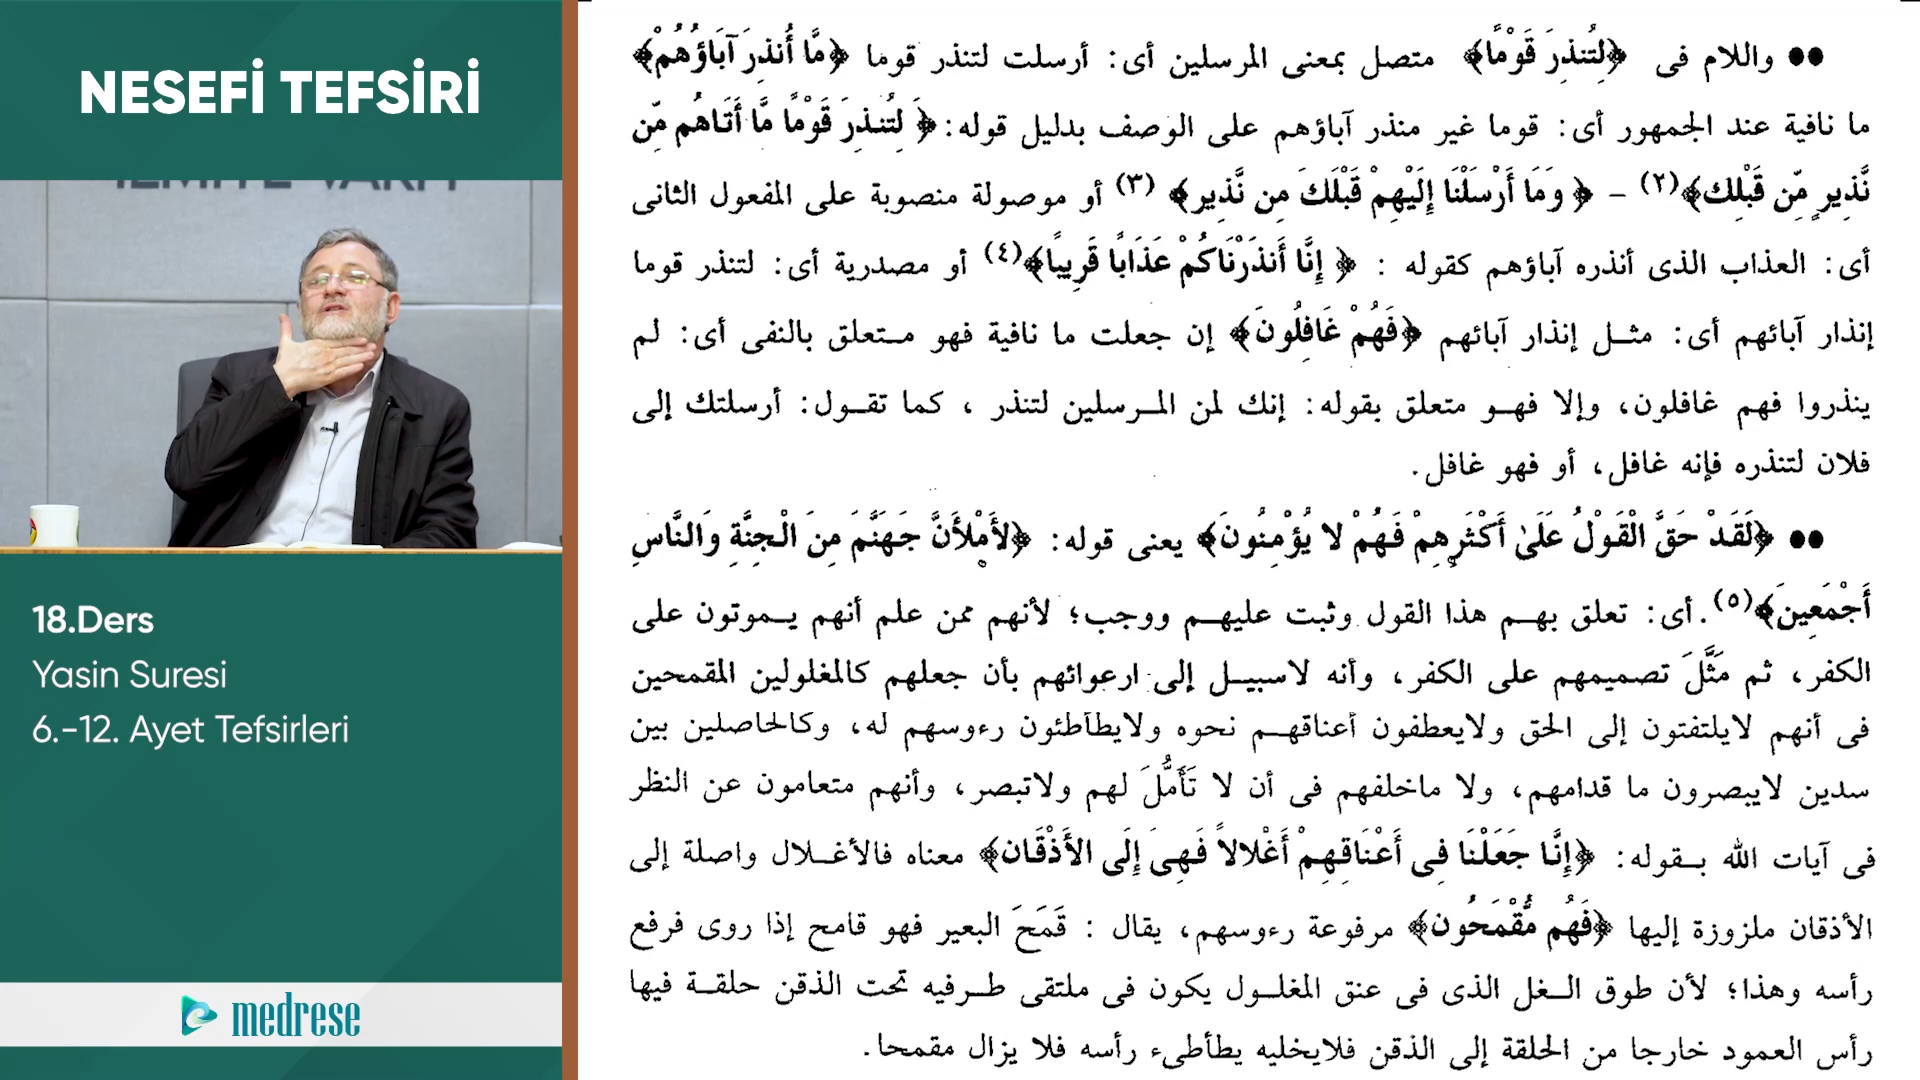 NESEFİ TEFSİRİ
18.Ders
Yasin Suresi
6.-12. Ayet Tefsirleri
medrese
●● واللام فى ﴿لِتُنذِرَ قَوْمًا﴾ متصل بمعنى المرسلين أى: أرسلت لتنذر قوما ﴿مَّا أُنذِرَ آبَاؤُهُمْ﴾
ما نافية عند الجمهور أى: قوما غير منذر آباؤهم على الوصف بدليل قوله: ﴿لِتُنذِرَ قَوْمًا مَّا أَتَاهُم مِّن
نَّذِيرٍ مِّن قَبْلِكَ﴾(٢) – ﴿وَمَا أَرْسَلْنَا إِلَيْهِمْ قَبْلَكَ مِن نَّذِيرٍ﴾ (٣) أو موصولة منصوبة على المفعول الثانى
أى: العذاب الذى أنذره آباؤهم كقوله : ﴿إِنَّا أَنذَرْنَاكُمْ عَذَابًا قَرِيبًا﴾(٤) أو مصدرية أى: لتنذر قوما
إنذار آبائهم أى: مثل إنذار آبائهم ﴿فَهُمْ غَافِلُونَ﴾ إن جعلت ما نافية فهو متعلق بالنفى أى: لم
ينذروا فهم غافلون، وإلا فهو متعلق بقوله: إنك لمن المرسلين لتنذر ، كما تقول: أرسلتك إلى
فلان لتنذره فإنه غافل، أو فهو غافل.
●● ﴿لَقَدْ حَقَّ الْقَوْلُ عَلَىٰ أَكْثَرِهِمْ فَهُمْ لا يُؤْمِنُونَ﴾ يعنى قوله: ﴿لأَمْلأَنَّ جَهَنَّمَ مِنَ الْجِنَّةِ وَالنَّاسِ
أَجْمَعِينَ﴾(٥). أى: تعلق بهم هذا القول وثبت عليهم ووجب؛ لأنهم ممن علم أنهم يموتون على
الكفر، ثم مَثَّلَ تصميمهم على الكفر، وأنه لاسبيل إلى ارعوائهم بأن جعلهم كالمغلولين المقمحين
فى أنهم لايلتفتون إلى الحق ولايعطفون أعناقهم نحوه ولايطأطئون رءوسهم له، وكالحاصلين بين
سدين لايبصرون ما قدامهم، ولا ماخلفهم فى أن لا تَأَمُّلَ لهم ولاتبصر، وأنهم متعامون عن النظر
فى آيات الله بقوله: ﴿إِنَّا جَعَلْنَا فِى أَعْنَاقِهِمْ أَغْلالاً فَهِىَ إِلَى الأَذْقَانِ﴾ معناه فالأغلال واصلة إلى
الأذقان ملزوزة إليها ﴿فَهُم مُّقْمَحُونَ﴾ مرفوعة رءوسهم، يقال : قَمَحَ البعير فهو قامح إذا روى فرفع
رأسه وهذا؛ لأن طوق الغل الذى فى عنق المغلول يكون فى ملتقى طرفيه تحت الذقن حلقة فيها
رأس العمود خارجا من الحلقة إلى الذقن فلايخليه يطأطىء رأسه فلا يزال مقمحا.